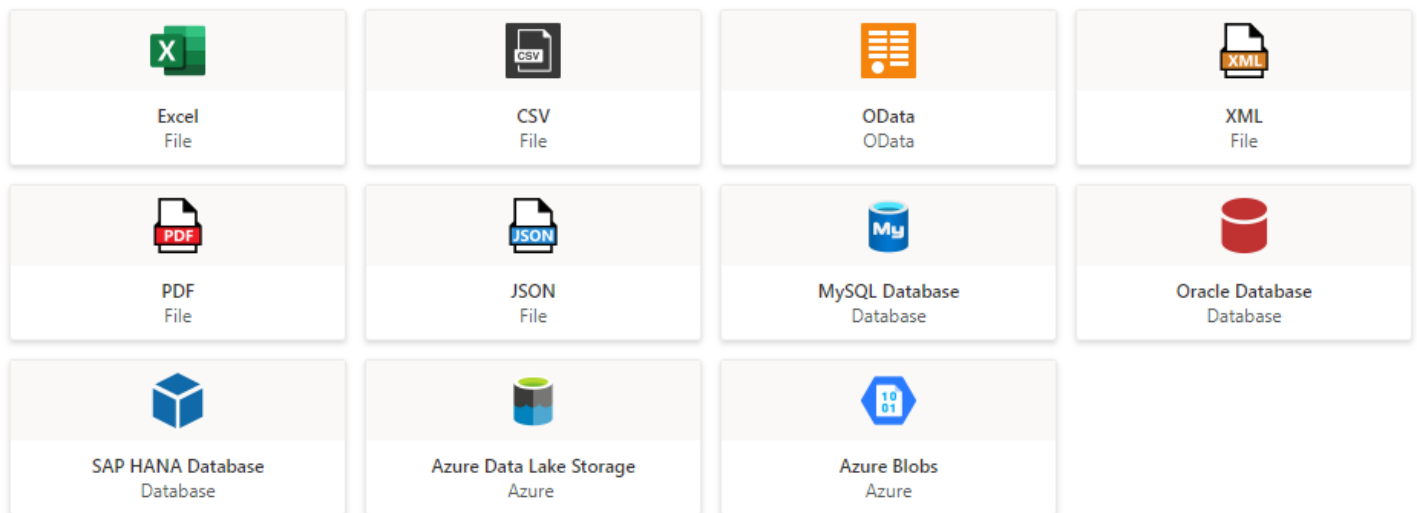 X
CSV
XML
Excel
File
CSV
File
OData
OData
XML
File
PDF
JSON
My
PDF
File
JSON
File
MySQL Database
Database
Oracle Database
Database
10
01
SAP HANA Database
Database
Azure Data Lake Storage
Azure
Azure Blobs
Azure